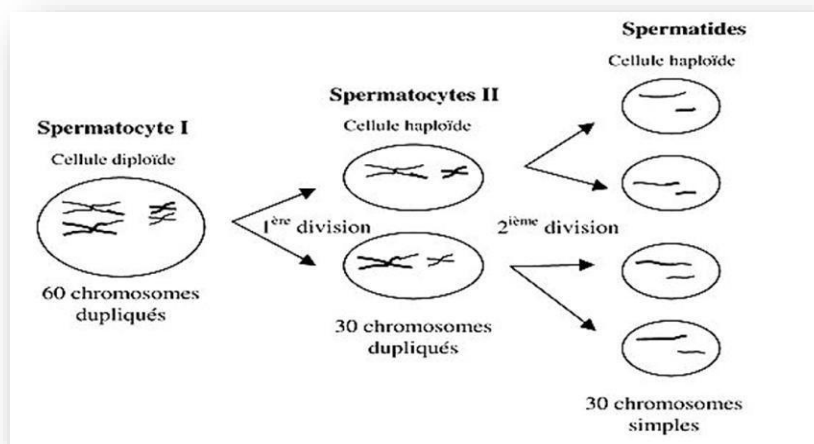 Spermatocyte I
Cellule diploïde
60 chromosomes
dupliqués
1ère division
Spermatocytes II
Cellule haploïde
30 chromosomes
dupliqués
2ième division
Spermatides
Cellule haploïde
30 chromosomes
simples